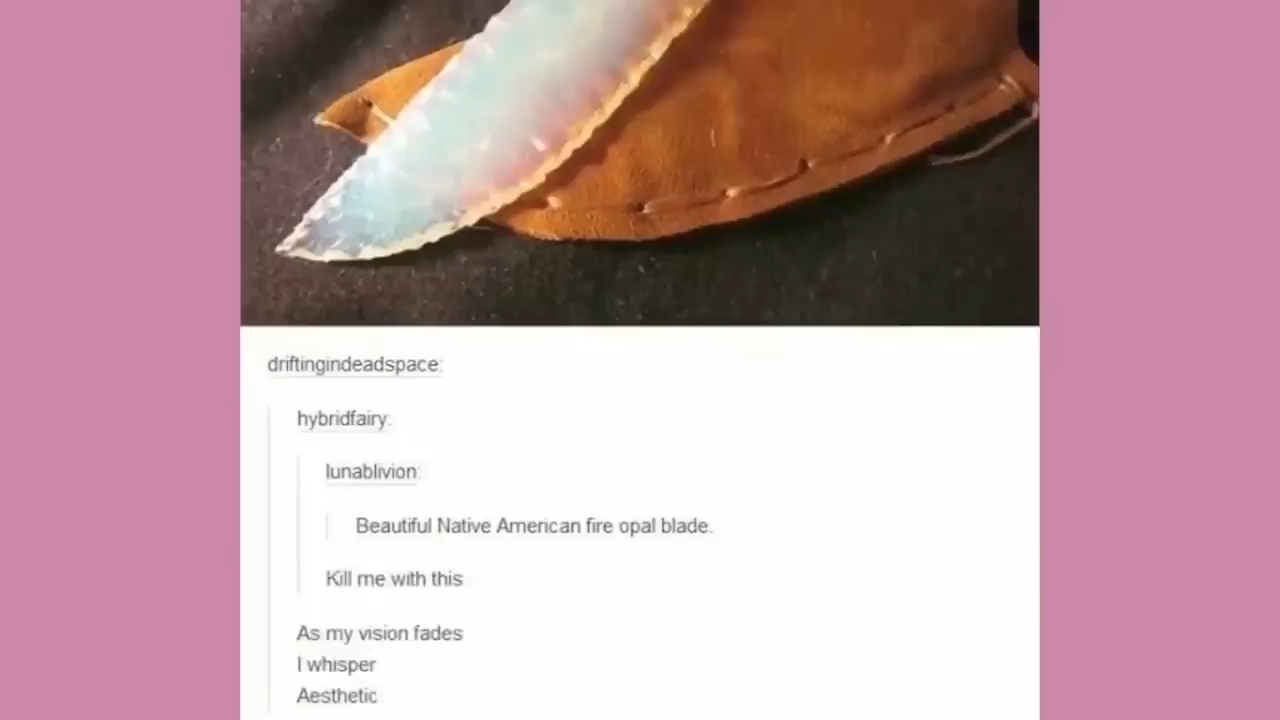 driftingindeadspace:
hybridfairy:
lunablivion:
Beautiful Native American fire opal blade.
Kill me with this
As my vision fades
I whisper
Aesthetic